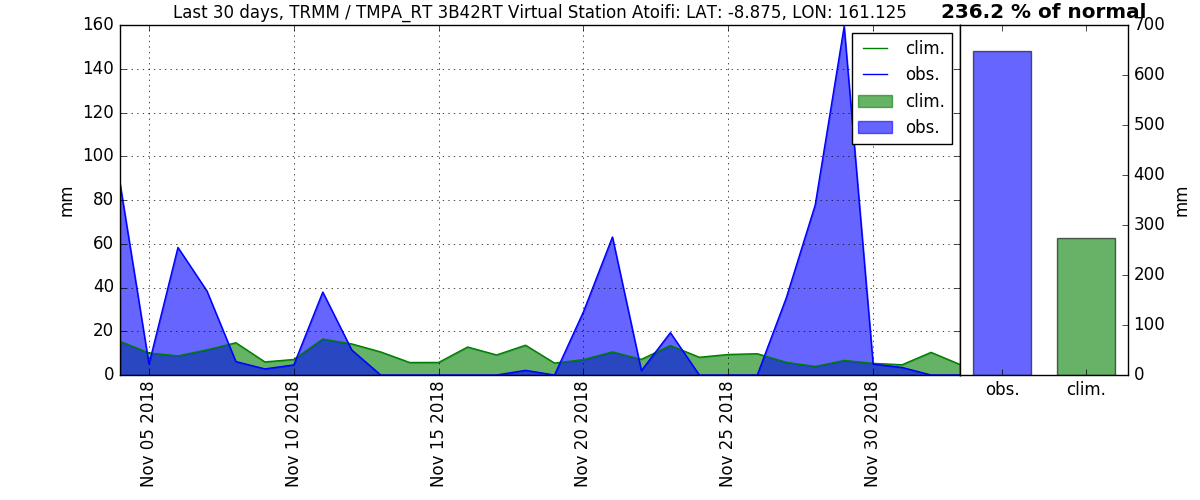 Last 30 days, TRMM / TMPA_RT 3B42RT Virtual Station Atoifi: LAT: -8.875, LON: 161.125
236.2 % of normal
160
140
120
100
80
60
40
20
0
mm
clim.
obs.
clim.
obs.
Nov 05 2018
Nov 10 2018
Nov 15 2018
Nov 20 2018
Nov 25 2018
Nov 30 2018
700
600
500
400
300
200
100
0
mm
obs.
clim.